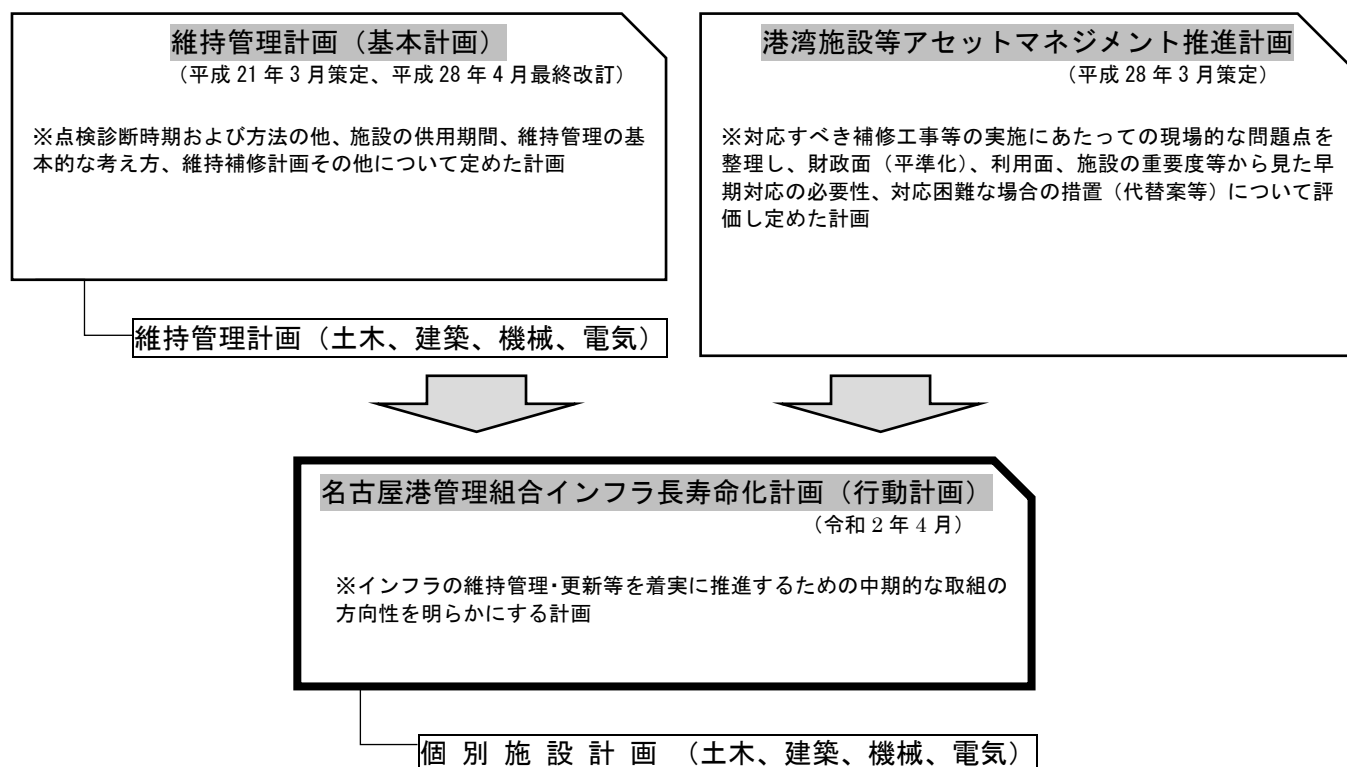 維持管理計画（基本計画）
（平成 21 年 3 月策定、平成 28 年 4 月最終改訂）
※点検診断時期および方法の他、施設の供用期間、維持管理の基
本的な考え方、維持補修計画その他について定めた計画
維持管理計画（土木、建築、機械、電気）
港湾施設等アセットマネジメント推進計画
（平成 28 年 3 月策定）
※対応すべき補修工事等の実施にあたっての現場的な問題点を
整理し、財政面（平準化）、利用面、施設の重要度等から見た早
期対応の必要性、対応困難な場合の措置（代替案等）について評
価し定めた計画
名古屋港管理組合インフラ長寿命化計画（行動計画）
（令和 2 年 4 月）
※インフラの維持管理・更新等を着実に推進するための中期的な取組の
方向性を明らかにする計画
個 別 施 設 計 画 （土木、建築、機械、電気）